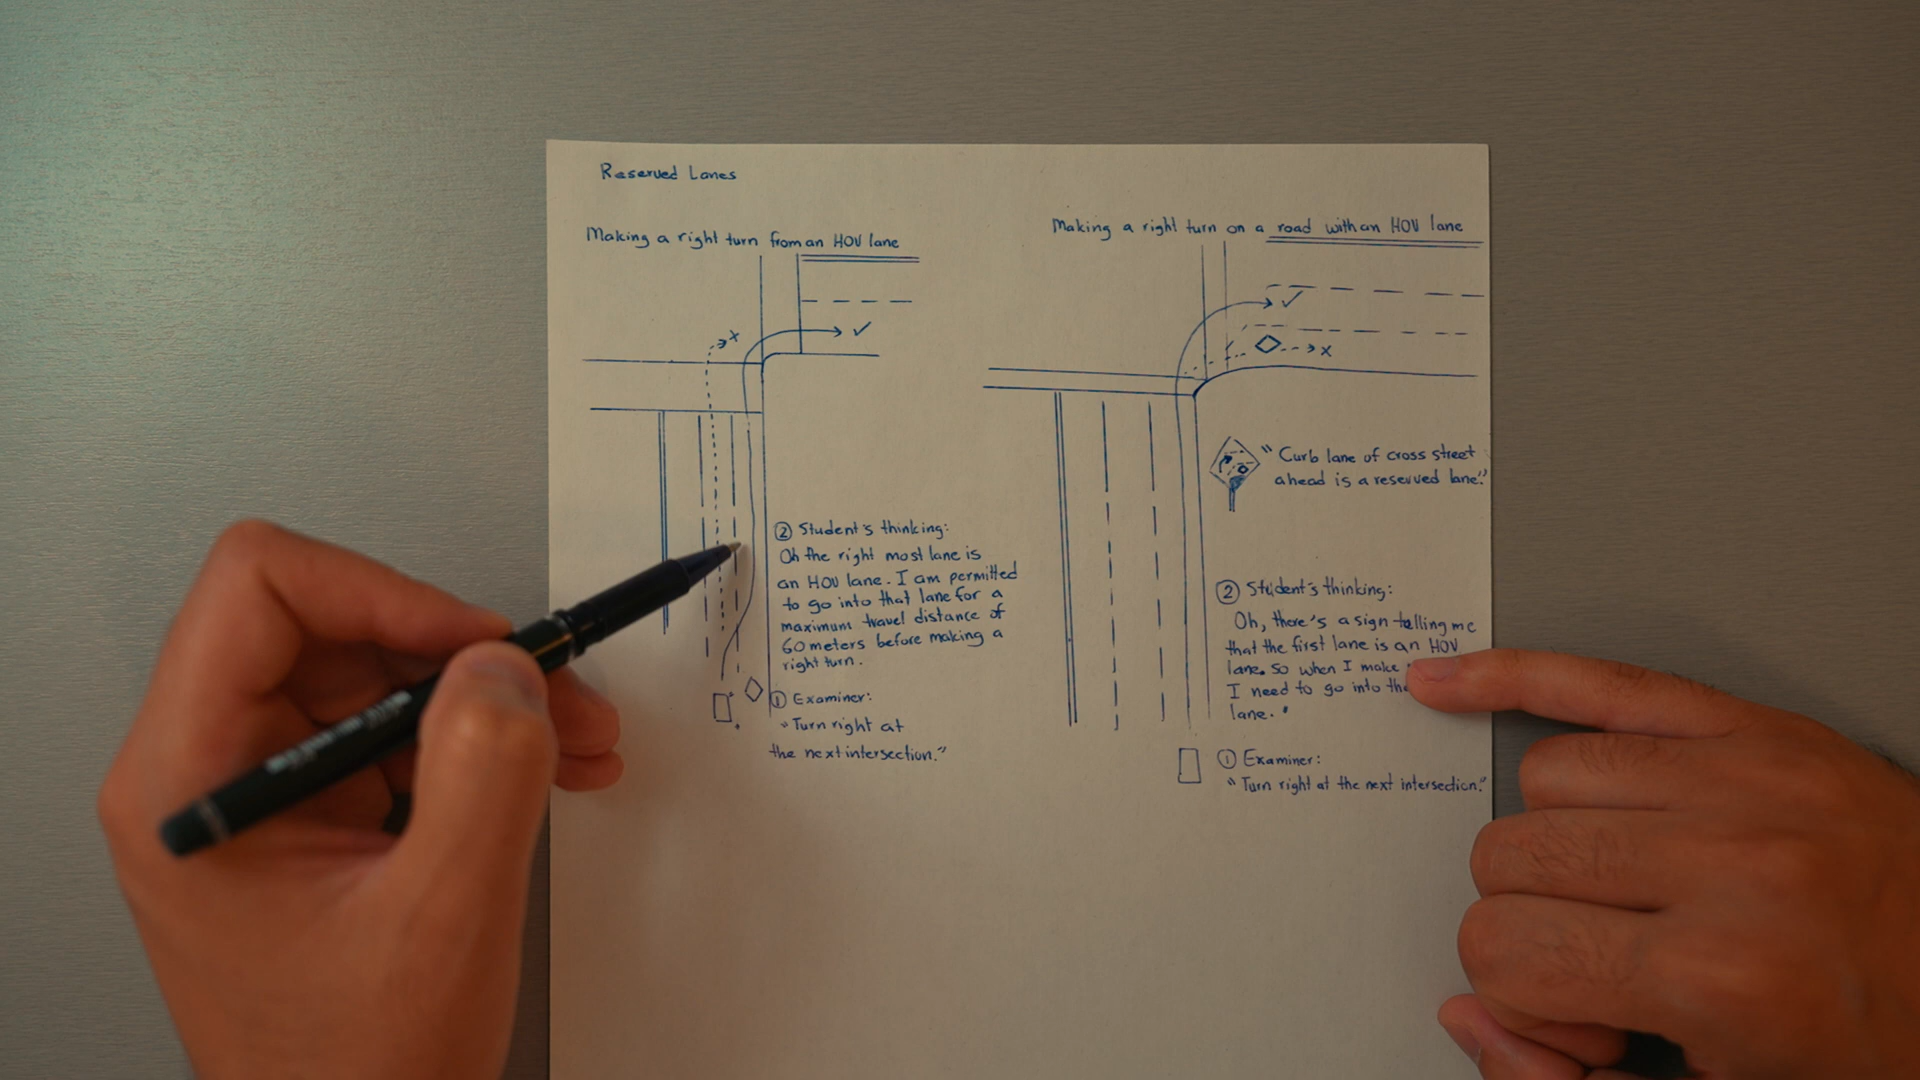 Reserved Lanes
Making a right turn from an HOV lane
② Student's thinking:
Oh the right most lane is
an HOV lane. I am permitted
to go into that lane for a
maximum travel distance of
60 meters before making a
right turn.
① Examiner:
"Turn right at
the next intersection."
Making a right turn on a road with an HOV lane
"Curb lane of cross street
ahead is a reserved lane."
② Student's thinking:
Oh, there's a sign telling me
that the first lane is an HOV
lane. So when I make
I need to go into the
lane."
① Examiner:
"Turn right at the next intersection."